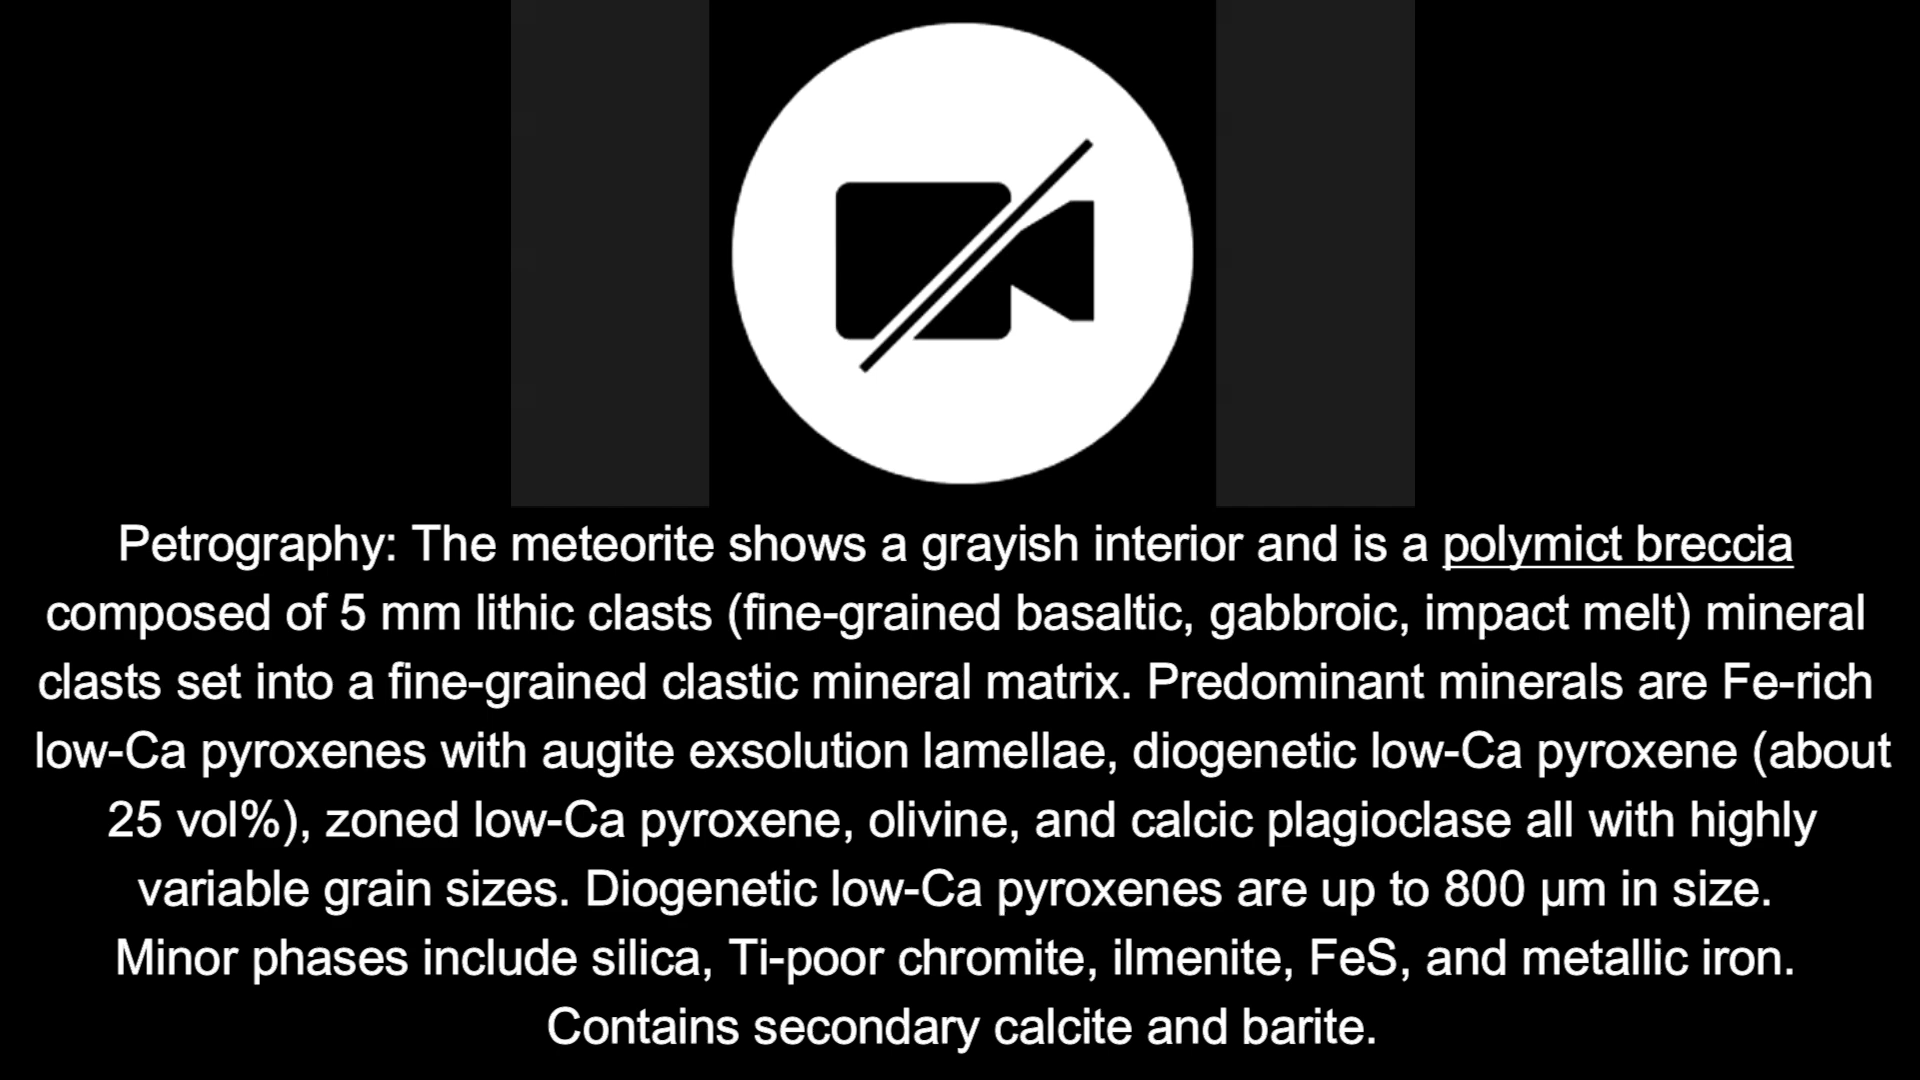 Petrography: The meteorite shows a grayish interior and is a polymict breccia
composed of 5 mm lithic clasts (fine-grained basaltic, gabbroic, impact melt) mineral
clasts set into a fine-grained clastic mineral matrix. Predominant minerals are Fe-rich
low-Ca pyroxenes with augite exsolution lamellae, diogenetic low-Ca pyroxene (about
25 vol%), zoned low-Ca pyroxene, olivine, and calcic plagioclase all with highly
variable grain sizes. Diogenetic low-Ca pyroxenes are up to 800 µm in size.
Minor phases include silica, Ti-poor chromite, ilmenite, FeS, and metallic iron.
Contains secondary calcite and barite.